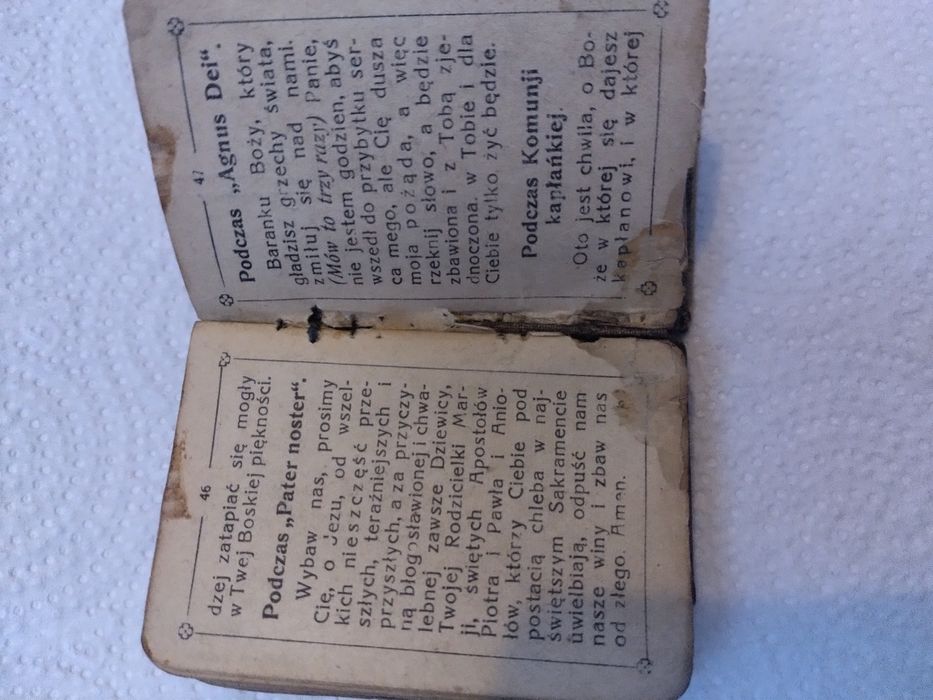 46
dzej zatapiać się mogły
w Twej Boskiej piękności.
Podczas „Pater noster“.
Wybaw nas, prosimy
Cię, o Jezu, od wszel-
kich nieszczęść prze-
szłych, teraźniejszych i
przyszłych, a za przyczy-
ną błogosławionej i chwa-
lebnej zawsze Dziewicy,
Twojej Rodzicielki Mar-
ji, świętych Apostołów
Piotra i Pawła i Anio-
łów, którzy Ciebie pod
postacią chleba w naj-
świętszym Sakramencie
uwielbiają, odpuść nam
nasze winy i zbaw nas
od złego. Amen.
47
Podczas „Agnus Dei“.
Baranku Boży, który
gładzisz grzechy świata,
zmiłuj się nad nami.
(Mów to trzy razy) Panie,
nie jestem godzien, abyś
wszedł do przybytku ser-
ca mego, ale Cię dusza
moja pożąda, a więc
rzeknij słowo, a będzie
zbawiona i z Tobą zje-
dnoczona, w Tobie i dla
Ciebie tylko, żyć będzie.
Podczas Komunji
kapłańkiej.
Oto jest chwila, o Bo-
że w której się dajesz
kapłanowi, i w której